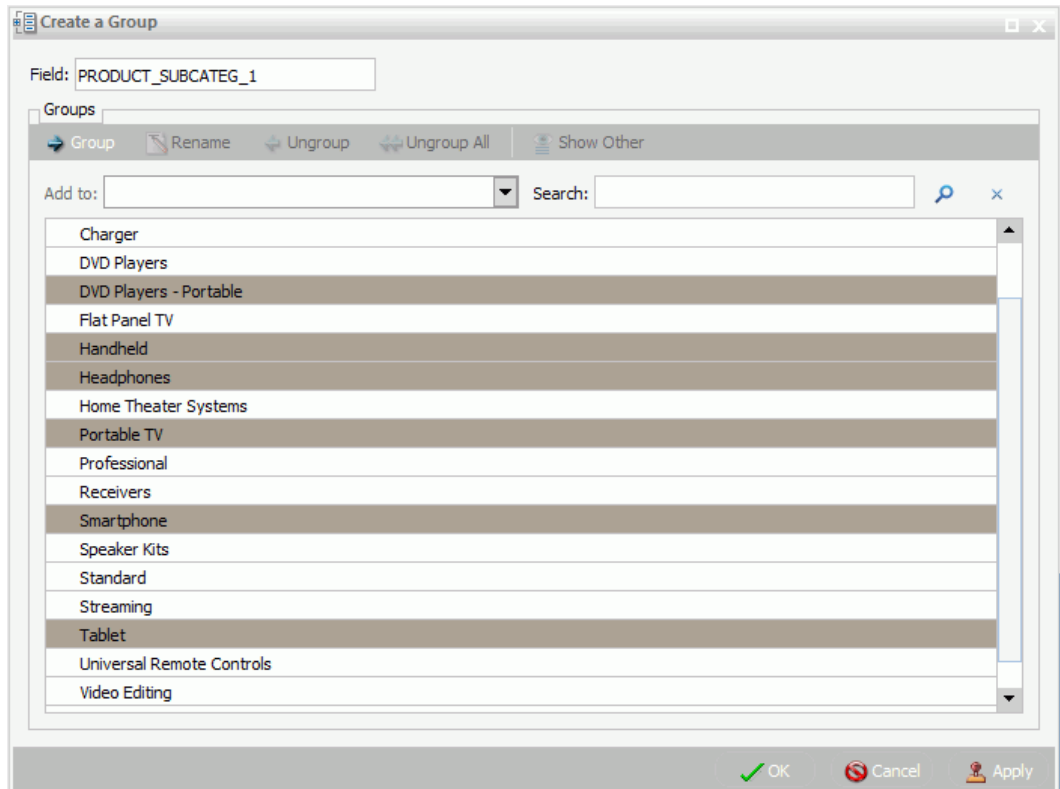 Create a Group
Field: PRODUCT_SUBCATEG_1
Groups
Group Rename Ungroup Ungroup All Show Other
Add to: Search:
Charger
DVD Players
DVD Players - Portable
Flat Panel TV
Handheld
Headphones
Home Theater Systems
Portable TV
Professional
Receivers
Smartphone
Speaker Kits
Standard
Streaming
Tablet
Universal Remote Controls
Video Editing
OK Cancel Apply